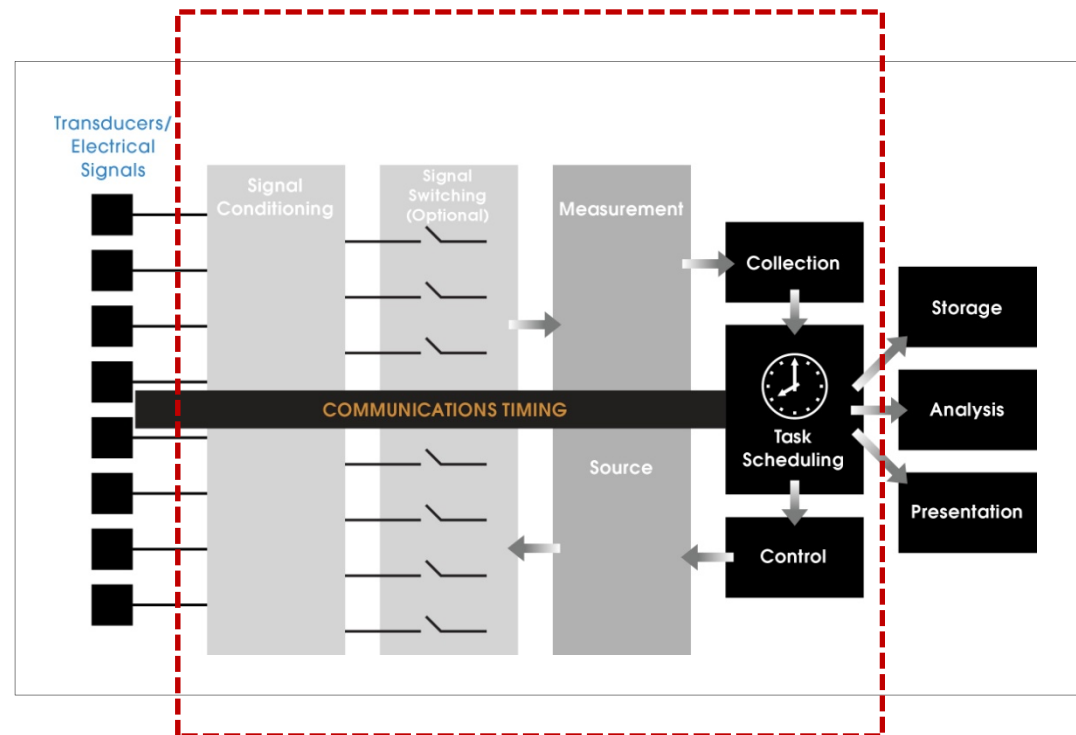 Transducers/
Electrical
Signals
Signal
Conditioning
Signal
Switching
(Optional)
Measurement
Collection
Storage
COMMUNICATIONS TIMING
Task
Scheduling
Analysis
Source
Presentation
Control